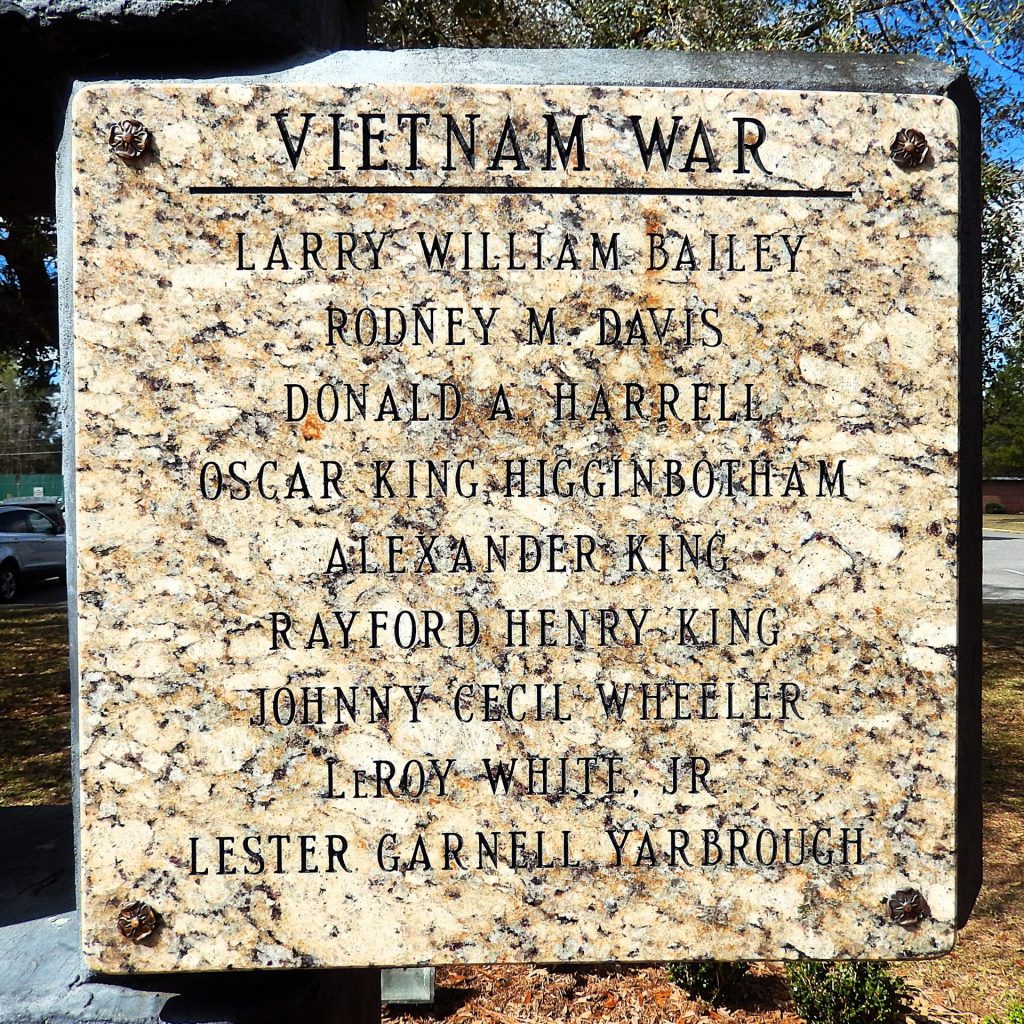 VIETNAM WAR
LARRY WILLIAM BAILEY
RODNEY M. DAVIS
DONALD A. HARRELL
OSCAR KING HIGGINBOTHAM
ALEXANDER KING
RAYFORD HENRY KING
JOHNNY CECIL WHEELER
LEROY WHITE, JR.
LESTER GARNELL YARBROUGH